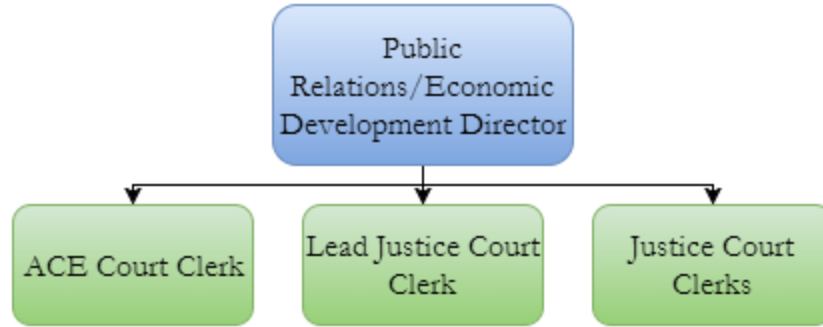 Public
Relations/Economic
Development Director
ACE Court Clerk
Lead Justice Court
Clerk
Justice Court
Clerks